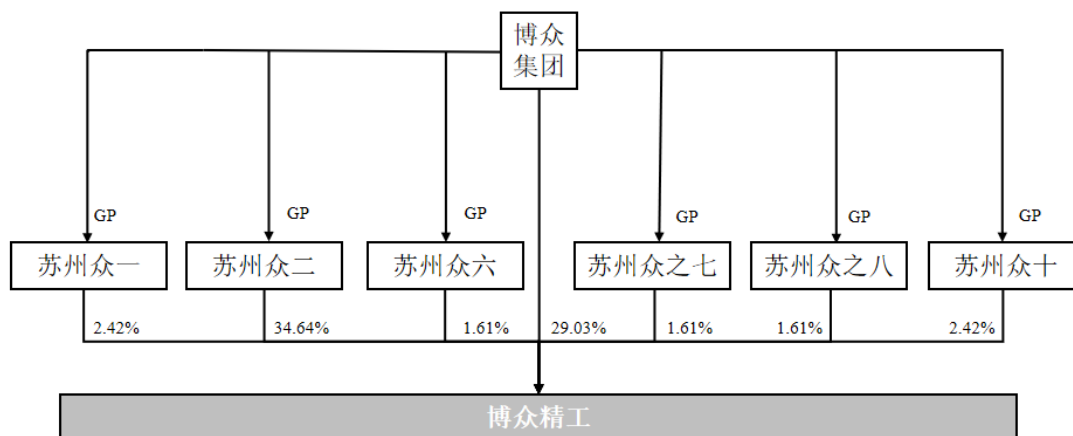 博众
集团
GP
GP
GP
GP
GP
GP
苏州众一
苏州众二
苏州众六
苏州众之七
苏州众之八
苏州众十
2.42%
34.64%
1.61%
29.03%
1.61%
1.61%
2.42%
博众精工